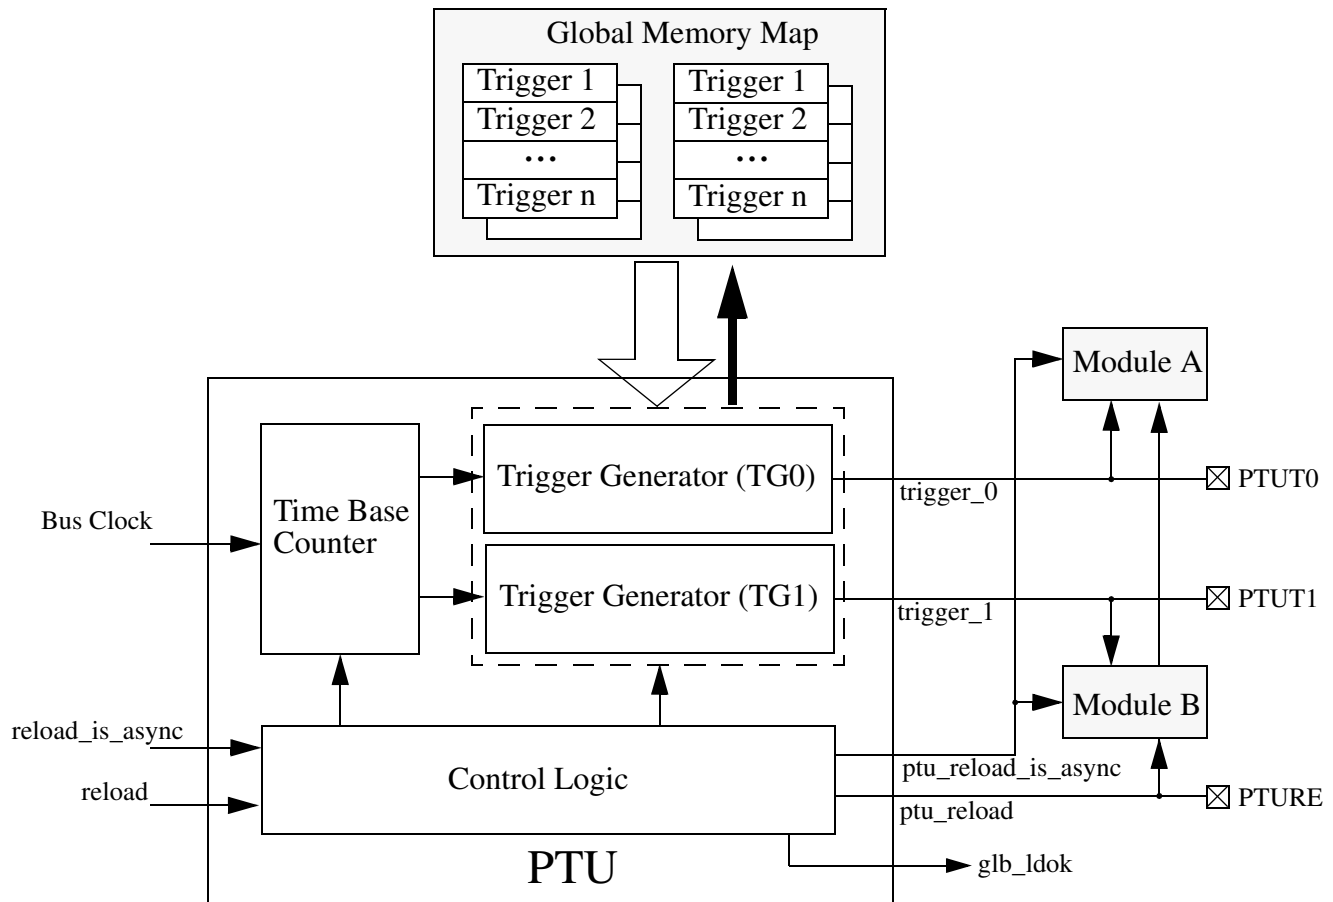 Global Memory Map
Trigger 1
Trigger 2
...
Trigger n
Trigger 1
Trigger 2
...
Trigger n
Module A
Trigger Generator (TG0)
trigger_0
PTUT0
Bus Clock
Time Base
Counter
Trigger Generator (TG1)
trigger_1
PTUT1
Module B
reload_is_async
reload
Control Logic
ptu_reload_is_async
ptu_reload
PTURE
glb_ldok
PTU